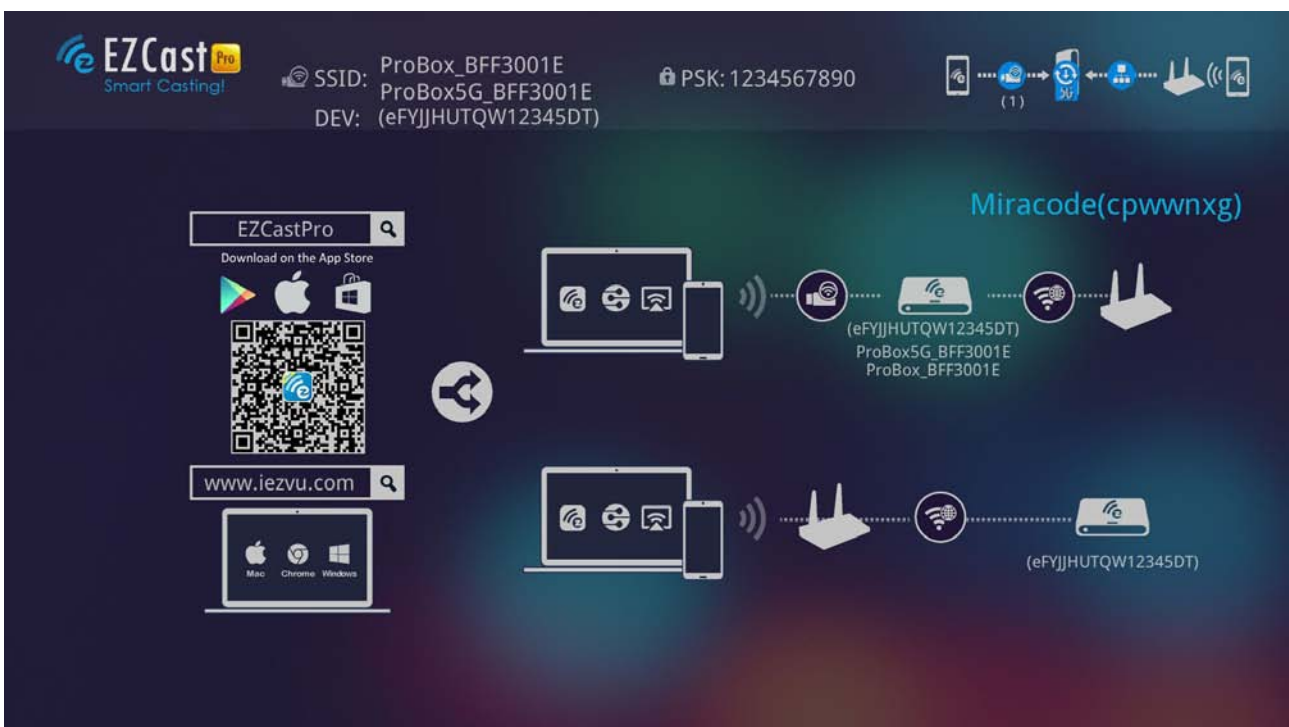 EZCast Pro
Smart Casting!
SSID: ProBox_BFF3001E
ProBox5G_BFF3001E
DEV: (eFYJJHUTQW12345DT)
PSK: 1234567890
(1)
5G
Miracode(cpwwnxg)
EZCastPro
Download on the App Store
www.iezvu.com
Mac Chrome Windows
(eFYJJHUTQW12345DT)
ProBox5G_BFF3001E
ProBox_BFF3001E
(eFYJJHUTQW12345DT)